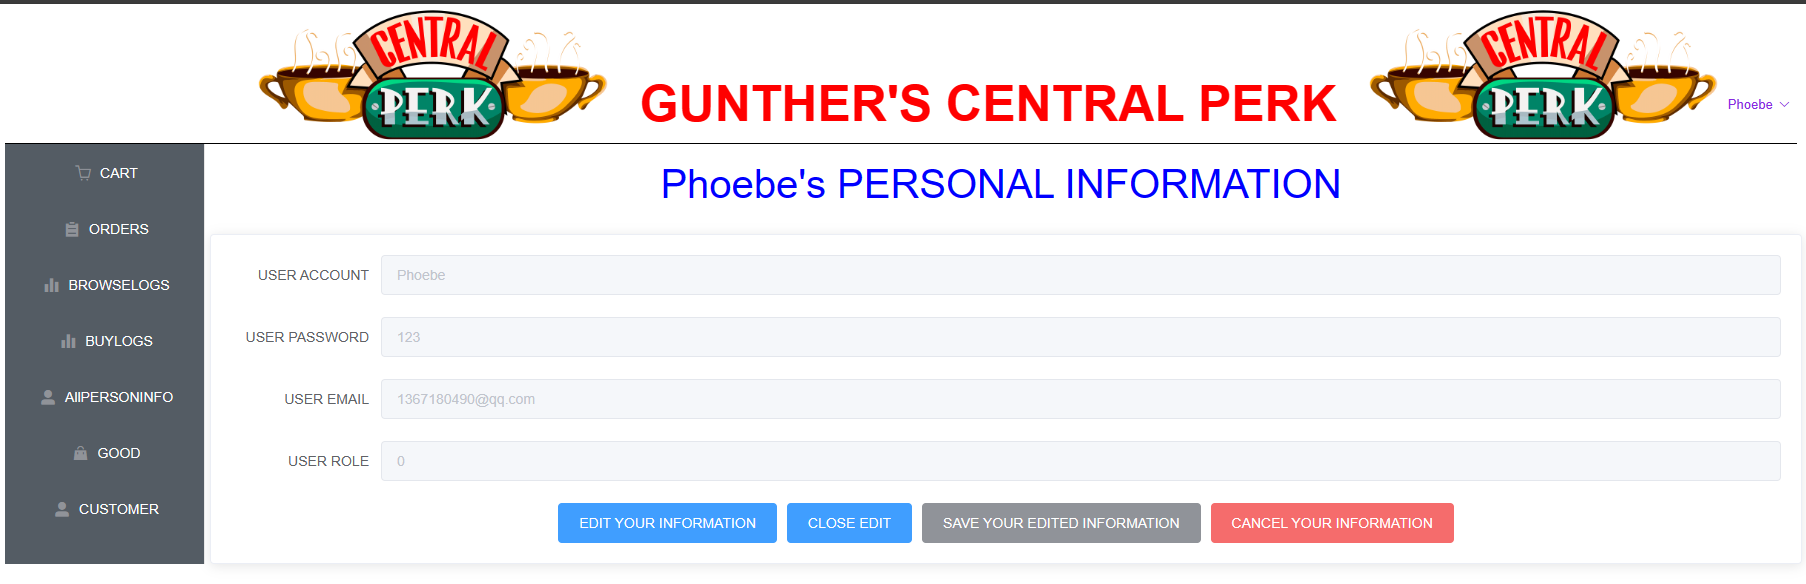 CENTRAL PERK
GUNTHER'S CENTRAL PERK
CENTRAL PERK
Phoebe
CART
ORDERS
BROWSELOGS
BUYLOGS
AllPERSONINFO
GOOD
CUSTOMER
Phoebe's PERSONAL INFORMATION
USER ACCOUNT Phoebe
USER PASSWORD 123
USER EMAIL 1367180490@qq.com
USER ROLE 0
EDIT YOUR INFORMATION CLOSE EDIT SAVE YOUR EDITED INFORMATION CANCEL YOUR INFORMATION